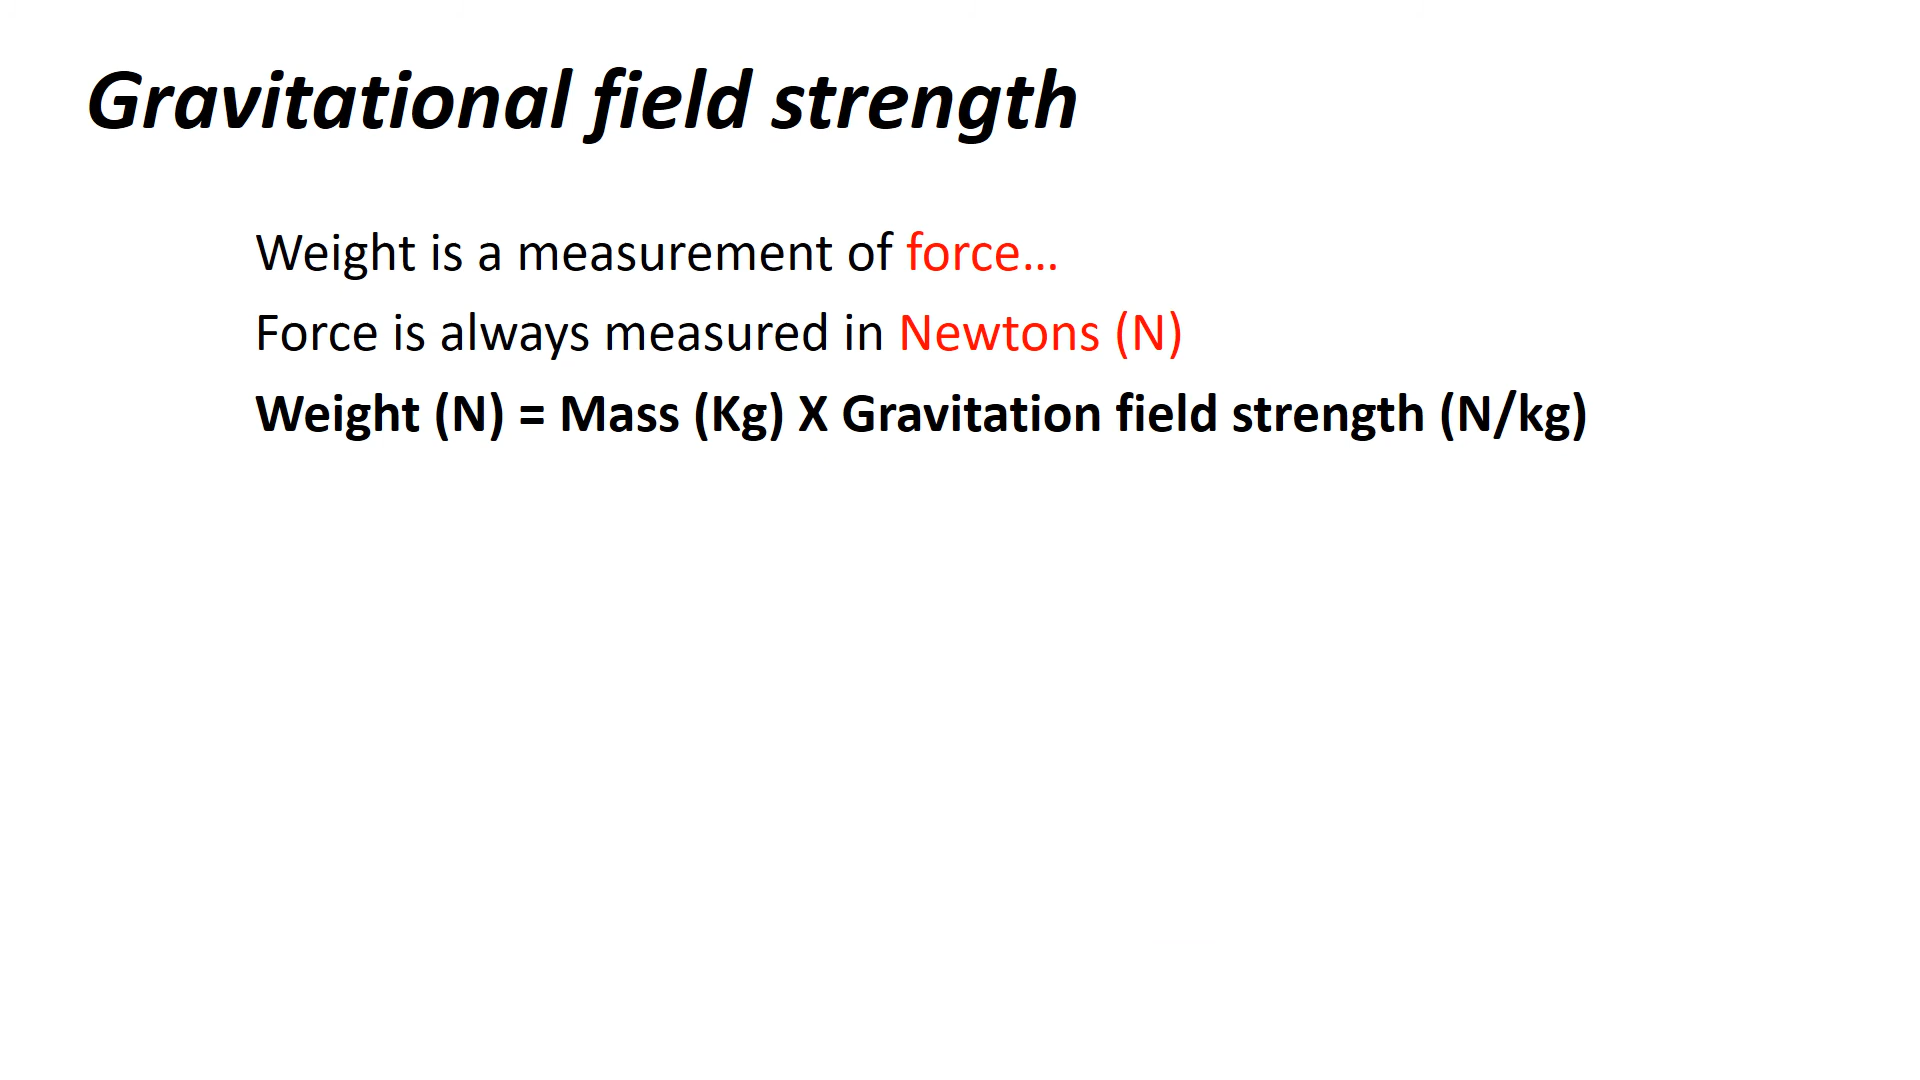 Gravitational field strength
Weight is a measurement of force…
Force is always measured in Newtons (N)
Weight (N) = Mass (Kg) X Gravitation field strength (N/kg)